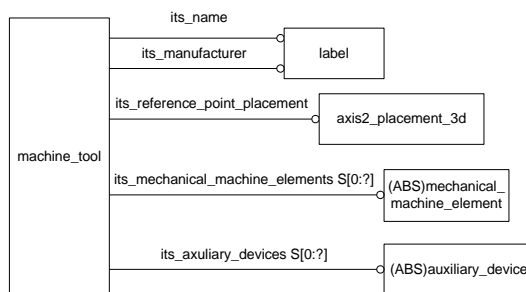 its_name
its_manufacturer
label
its_reference_point_placement
axis2_placement_3d
machine_tool
its_mechanical_machine_elements S[0:?]
(ABS)mechanical_
machine_element
its_axuliary_devices S[0:?]
(ABS)auxiliary_device